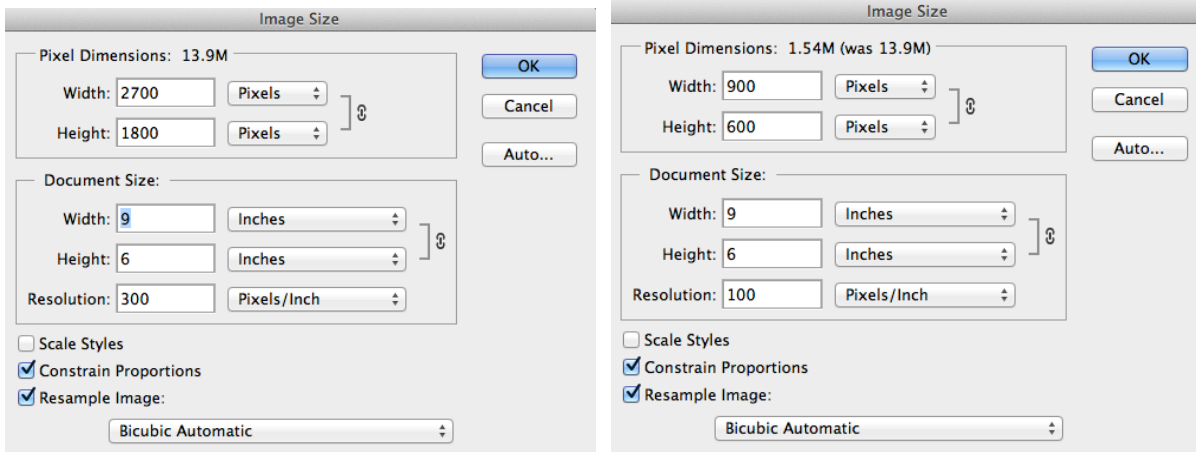 Image Size
Pixel Dimensions: 13.9M
OK
Width: 2700 Pixels
Cancel
Height: 1800 Pixels
Auto...
Document Size:
Width: 9 Inches
Height: 6 Inches
Resolution: 300 Pixels/Inch
Scale Styles
Constrain Proportions
Resample Image:
Bicubic Automatic
Image Size
Pixel Dimensions: 1.54M (was 13.9M)
OK
Width: 900 Pixels
Cancel
Height: 600 Pixels
Auto...
Document Size:
Width: 9 Inches
Height: 6 Inches
Resolution: 100 Pixels/Inch
Scale Styles
Constrain Proportions
Resample Image:
Bicubic Automatic